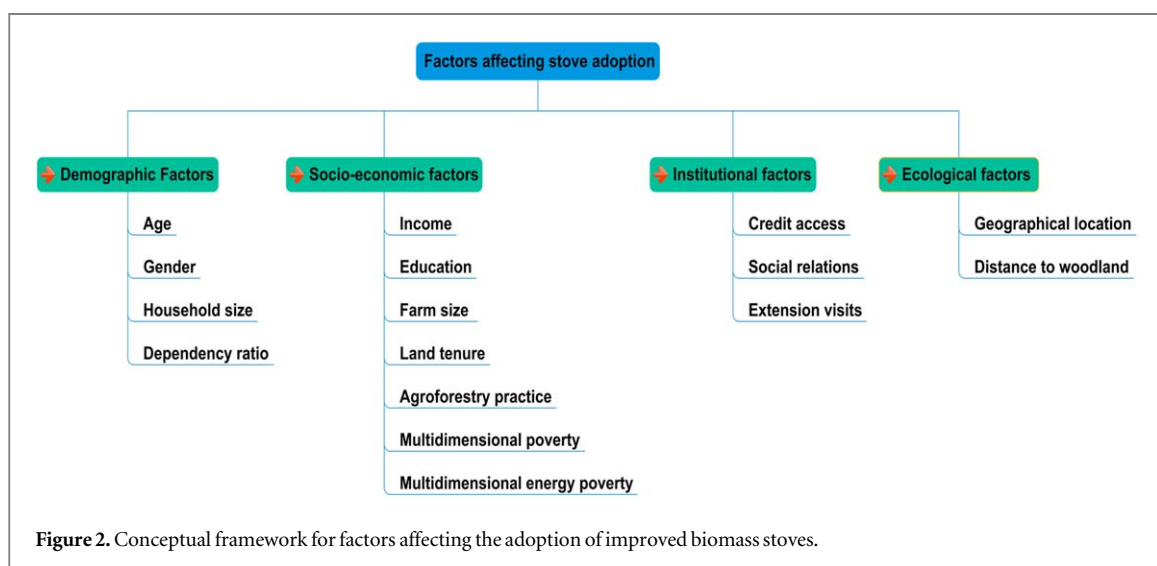 Factors affecting stove adoption
Demographic Factors
Age
Gender
Household size
Dependency ratio
Socio-economic factors
Income
Education
Farm size
Land tenure
Agroforestry practice
Multidimensional poverty
Multidimensional energy poverty
Institutional factors
Credit access
Social relations
Extension visits
Ecological factors
Geographical location
Distance to woodland
Figure 2. Conceptual framework for factors affecting the adoption of improved biomass stoves.